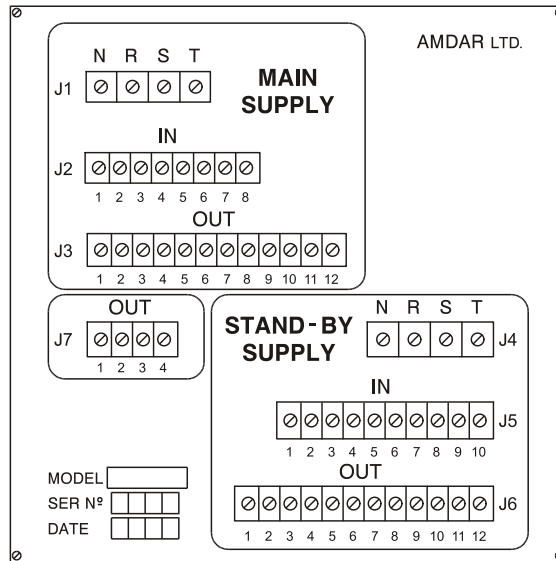 AMDAR LTD.
N R S T
J1
MAIN
SUPPLY
IN
J2
1 2 3 4 5 6 7 8
OUT
J3
1 2 3 4 5 6 7 8 9 10 11 12
OUT
J7
1 2 3 4
STAND-BY
SUPPLY
N R S T
J4
IN
J5
1 2 3 4 5 6 7 8 9 10
OUT
J6
1 2 3 4 5 6 7 8 9 10 11 12
MODEL
SER Nº
DATE